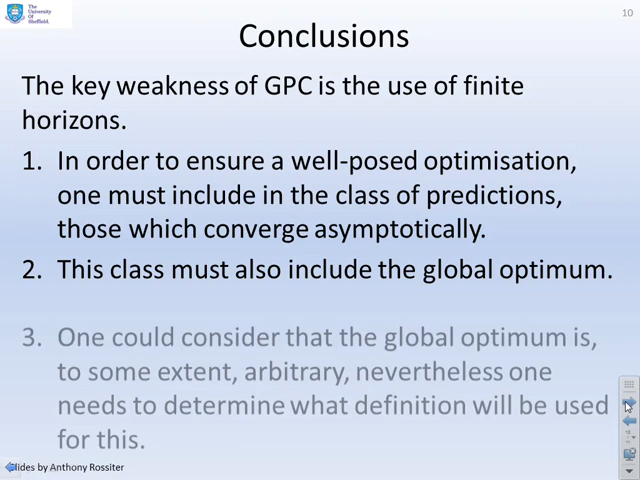 The
University
Of
Sheffield.
10
Conclusions
The key weakness of GPC is the use of finite
horizons.
1. In order to ensure a well-posed optimisation,
one must include in the class of predictions,
those which converge asymptotically.
2. This class must also include the global optimum.
3. One could consider that the global optimum is,
to some extent, arbitrary, nevertheless one
needs to determine what definition will be used
for this.
lides by Anthony Rossiter